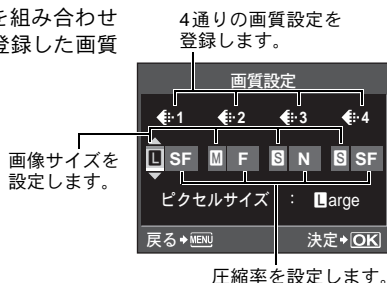 を組み合わせ
登録した画質
4通りの画質設定を
登録します。
画質設定
1 2 3 4
L SF M F S N S SF
画像サイズを
設定します。
ピクセルサイズ : Large
戻る MENU 決定 OK
圧縮率を設定します。